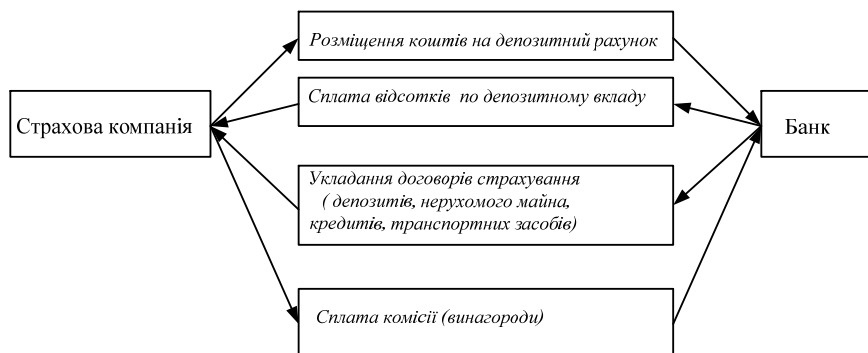 Розміщення коштів на депозитний рахунок
Сплата відсотків по депозитному вкладу
Страхова компанія
Банк
Укладання договорів страхування
( депозитів, нерухомого майна,
кредитів, транспортних засобів)
Сплата комісії (винагороди)